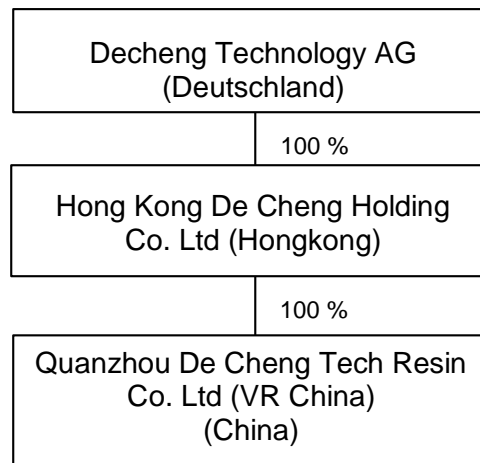 Decheng Technology AG
(Deutschland)
100 %
Hong Kong De Cheng Holding
Co. Ltd (Hongkong)
100 %
Quanzhou De Cheng Tech Resin
Co. Ltd (VR China)
(China)